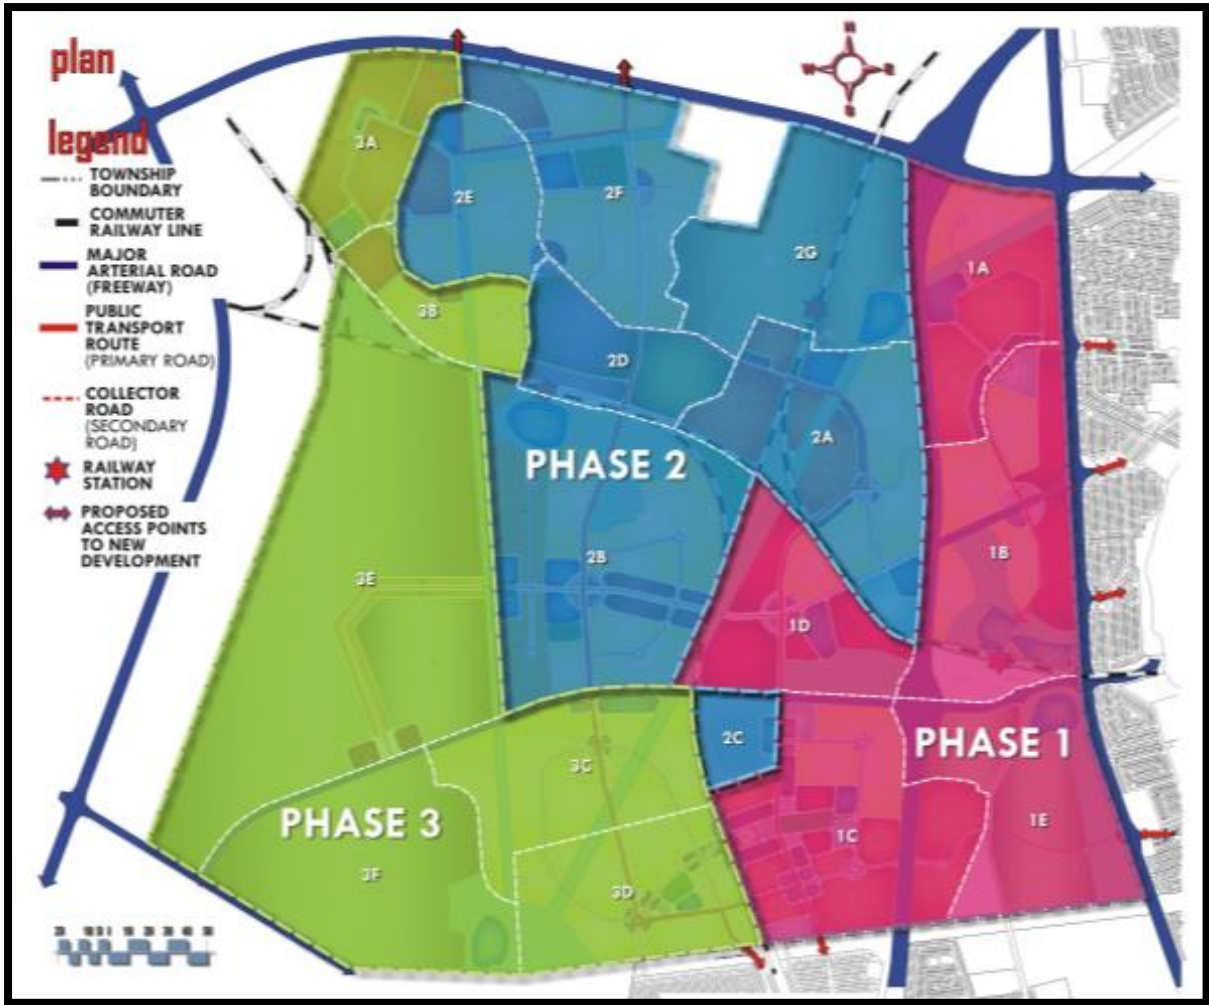 plan
legend
TOWNSHIP
BOUNDARY
COMMUTER
RAILWAY LINE
MAJOR
ARTERIAL ROAD
(FREEWAY)
PUBLIC
TRANSPORT
ROUTE
(PRIMARY ROAD)
COLLECTOR
ROAD
(SECONDARY
ROAD)
RAILWAY
STATION
PROPOSED
ACCESS POINTS
TO NEW
DEVELOPMENT
N
W
E
S
3A
2E
2F
2G
1A
3B
2D
2A
PHASE 2
1B
2B
3E
1D
2C
PHASE 1
3C
PHASE 3
1C
1E
3F
3D